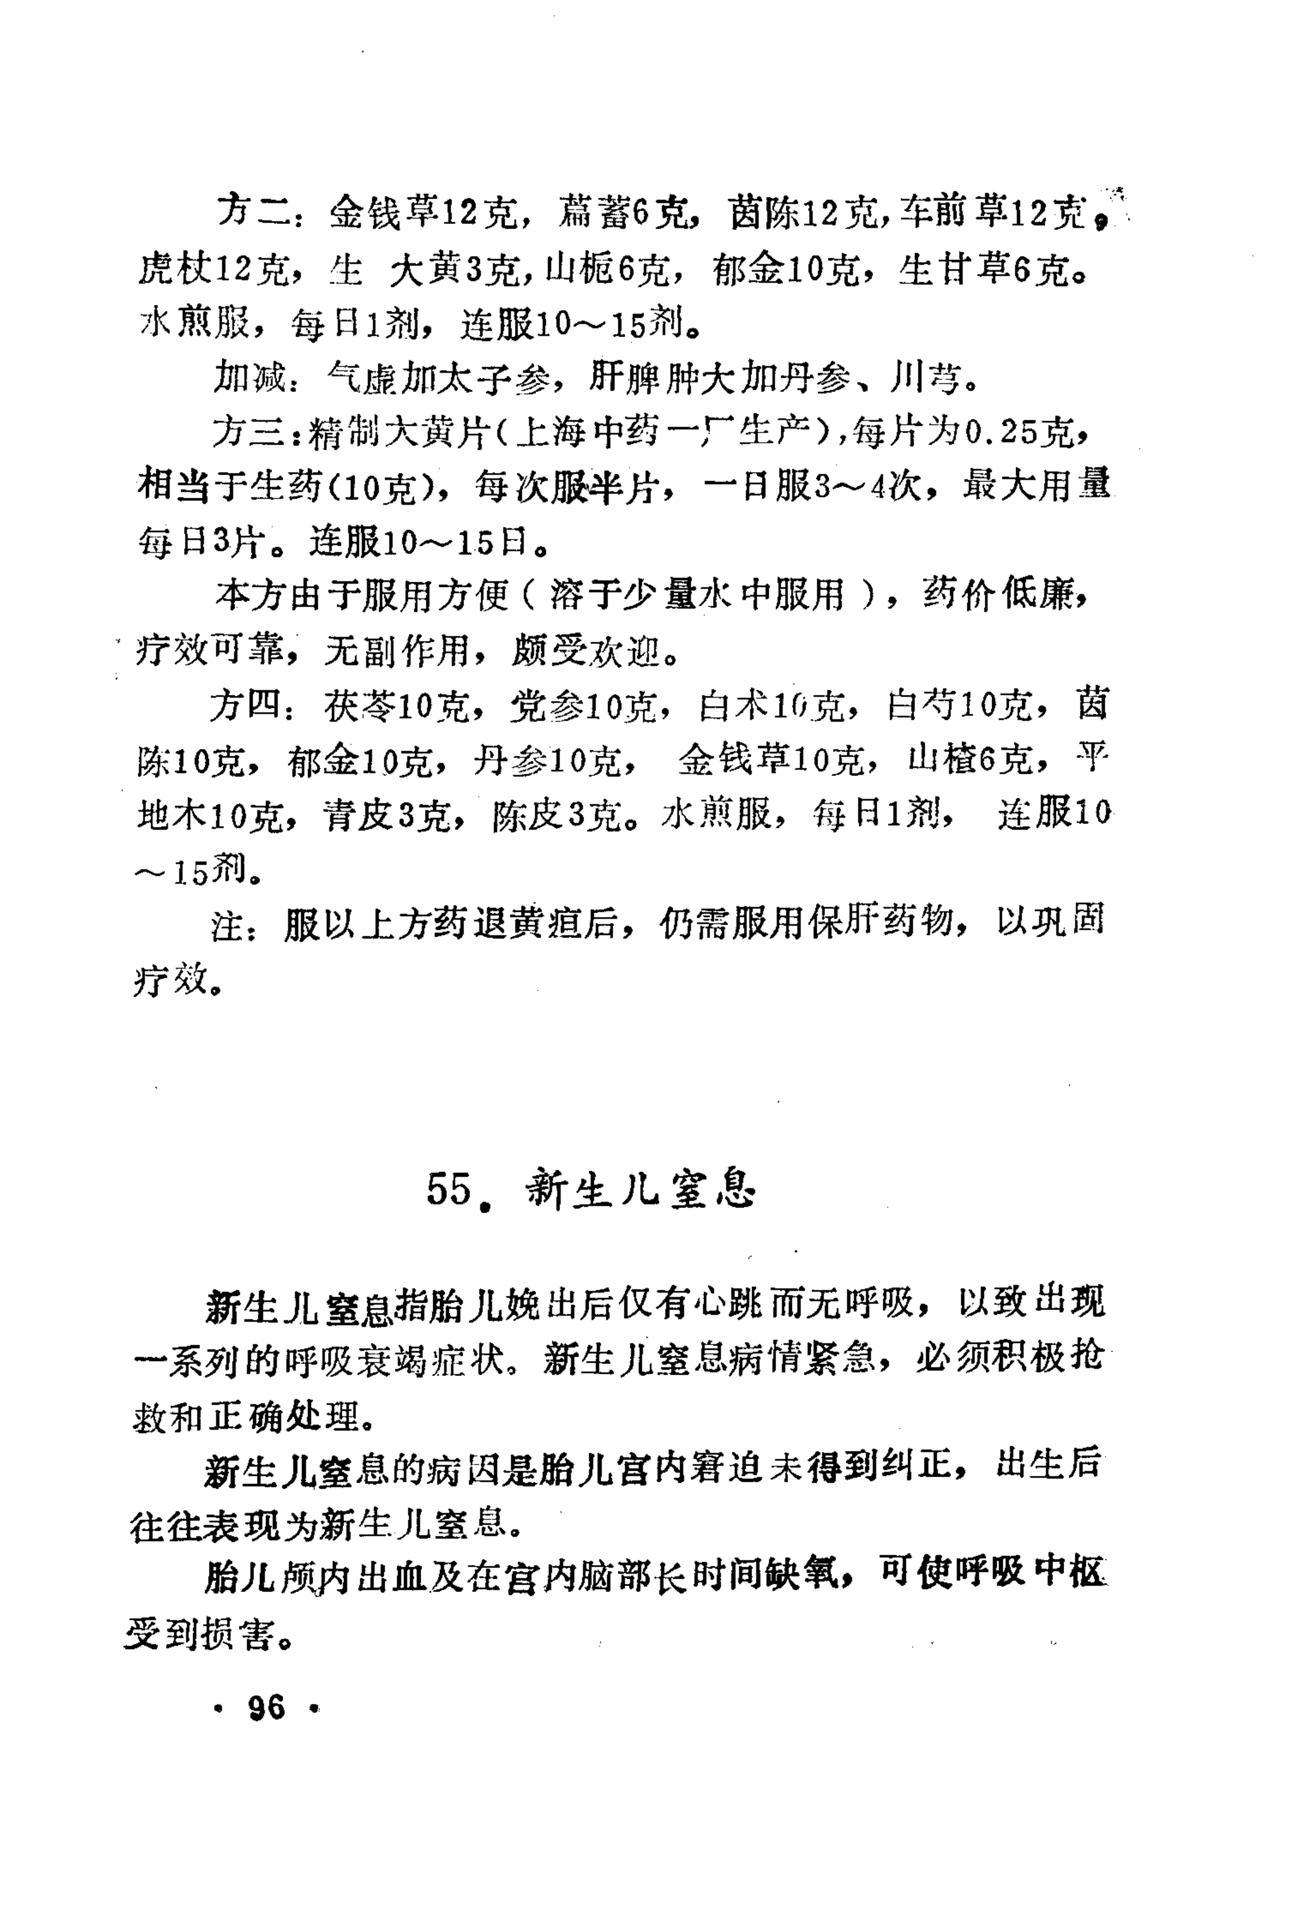 方二：金钱草12克，萹蓄6克，茵陈12克，车前草12克，
虎杖12克，生 大黄3克，山栀6克，郁金10克，生甘草6克。
水煎服，每日1剂，连服10～15剂。
加减：气虚加太子参，肝脾肿大加丹参、川芎。
方三：精制大黄片（上海中药一厂生产），每片为0.25克，
相当于生药（10克），每次服半片，一日服3～4次，最大用量
每日3片。连服10～15日。
本方由于服用方便（溶于少量水中服用），药价低廉，
疗效可靠，无副作用，颇受欢迎。
方四：茯苓10克，党参10克，白术10克，白芍10克，茵
陈10克，郁金10克，丹参10克， 金钱草10克，山楂6克，平
地木10克，青皮3克，陈皮3克。水煎服，每日1剂， 连服10
～15剂。
注：服以上方药退黄疸后，仍需服用保肝药物，以巩固
疗效。
55．新生儿窒息
新生儿窒息指胎儿娩出后仅有心跳而无呼吸，以致出现
一系列的呼吸衰竭症状。新生儿窒息病情紧急，必须积极抢
救和正确处理。
新生儿窒息的病因是胎儿宫内窘迫未得到纠正，出生后
往往表现为新生儿窒息。
胎儿颅内出血及在宫内脑部长时间缺氧，可使呼吸中枢
受到损害。
· 96 ·